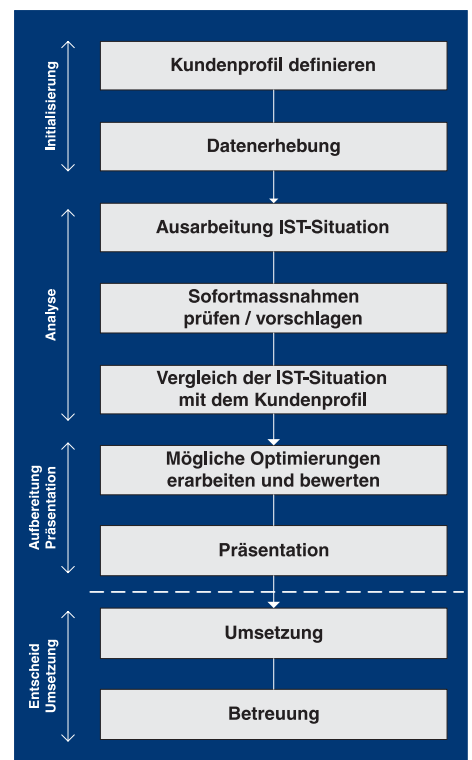 Initialisierung
Kundenprofil definieren
Datenerhebung
Analyse
Ausarbeitung IST-Situation
Sofortmassnahmen
prüfen / vorschlagen
Vergleich der IST-Situation
mit dem Kundenprofil
Aufbereitung
Präsentation
Mögliche Optimierungen
erarbeiten und bewerten
Präsentation
Entscheid
Umsetzung
Umsetzung
Betreuung